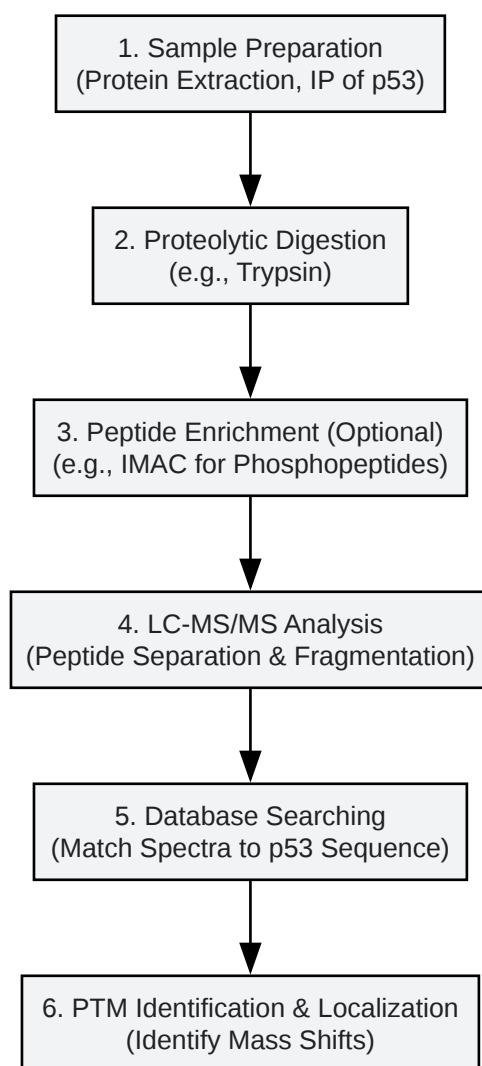 1. Sample Preparation
(Protein Extraction, IP of p53)
2. Proteolytic Digestion
(e.g., Trypsin)
3. Peptide Enrichment (Optional)
(e.g., IMAC for Phosphopeptides)
4. LC-MS/MS Analysis
(Peptide Separation & Fragmentation)
5. Database Searching
(Match Spectra to p53 Sequence)
6. PTM Identification & Localization
(Identify Mass Shifts)